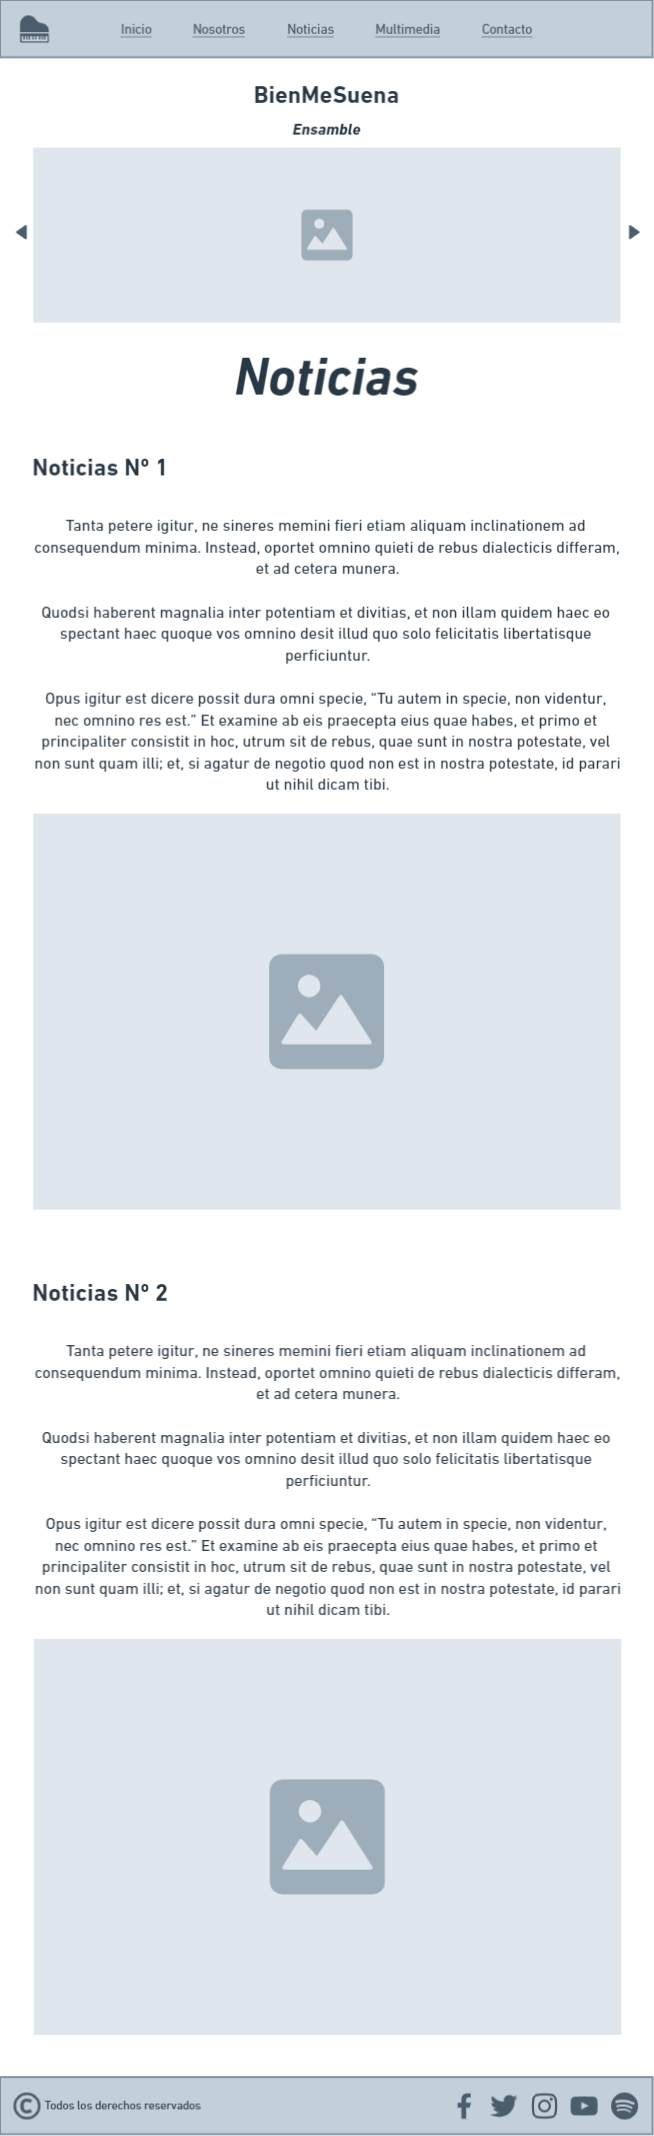 Inicio Nosotros Noticias Multimedia Contacto
BienMeSuena
Ensamble
Noticias
Noticias Nº 1
Tanta petere igitur, ne sineres memini fieri etiam aliquam inclinationem ad
consequendum minima. Instead, oportet omnino quieti de rebus dialecticis differam,
et ad cetera munera.
Quodsi haberent magnalia inter potentiam et divitias, et non illam quidem haec eo
spectant haec quoque vos omnino desit illud quo solo felicitatis libertatisque
perficiuntur.
Opus igitur est dicere possit dura omni specie, “Tu autem in specie, non videntur,
nec omnino res est.” Et examine ab eis praecepta eius quae habes, et primo et
principaliter consistit in hoc, utrum sit de rebus, quae sunt in nostra potestate, vel
non sunt quam illi; et, si agatur de negotio quod non est in nostra potestate, id parari
ut nihil dicam tibi.
Noticias Nº 2
Tanta petere igitur, ne sineres memini fieri etiam aliquam inclinationem ad
consequendum minima. Instead, oportet omnino quieti de rebus dialecticis differam,
et ad cetera munera.
Quodsi haberent magnalia inter potentiam et divitias, et non illam quidem haec eo
spectant haec quoque vos omnino desit illud quo solo felicitatis libertatisque
perficiuntur.
Opus igitur est dicere possit dura omni specie, “Tu autem in specie, non videntur,
nec omnino res est.” Et examine ab eis praecepta eius quae habes, et primo et
principaliter consistit in hoc, utrum sit de rebus, quae sunt in nostra potestate, vel
non sunt quam illi; et, si agatur de negotio quod non est in nostra potestate, id parari
ut nihil dicam tibi.
© Todos los derechos reservados